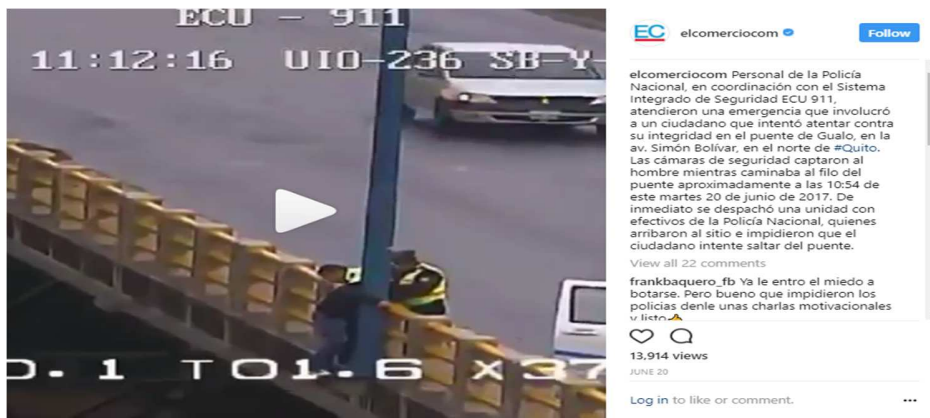 ECU - 911
11:12:16 UIO-236 SB-Y-
0.1 TO1.6 X37
EC elcomerciocom Follow
elcomerciocom Personal de la Policía
Nacional, en coordinación con el Sistema
Integrado de Seguridad ECU 911,
atendieron una emergencia que involucró
a un ciudadano que intentó atentar contra
su integridad en el puente de Gualo, en la
av. Simón Bolívar, en el norte de #Quito.
Las cámaras de seguridad captaron al
hombre mientras caminaba al filo del
puente aproximadamente a las 10:54 de
este martes 20 de junio de 2017. De
inmediato se despachó una unidad con
efectivos de la Policía Nacional, quienes
arribaron al sitio e impidieron que el
ciudadano intente saltar del puente.
View all 22 comments
frankbaquero_fb Ya le entro el miedo a
botarse. Pero bueno que impidieron los
policias denle unas charlas motivacionales
y listo
13,914 views
JUNE 20
Log in to like or comment.